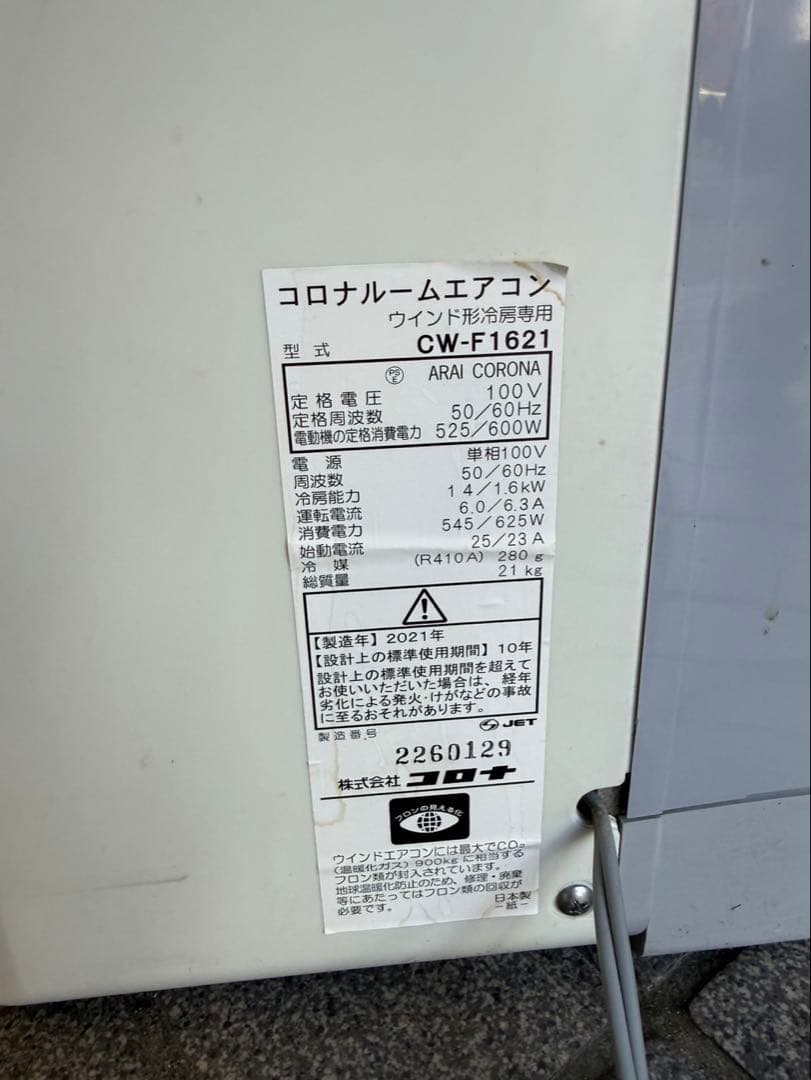 コロナルームエアコン
ウインド形冷房専用
型式 CW-F1621
PSE ARAI CORONA
定格電圧 100V
定格周波数 50/60Hz
電動機の定格消費電力 525/600W
電源 単相100V
周波数 50/60Hz
冷房能力 1.4/1.6kW
運転電流 6.0/6.3A
消費電力 545/625W
始動電流 25/23A
冷媒 (R410A) 280g
総質量 21kg
【製造年】2021年
【設計上の標準使用期間】10年
設計上の標準使用期間を超えて
お使いいただいた場合は、経年
劣化による発火・けがなどの事故
に至るおそれがあります。
JET
製造番号
2260129
株式会社 コロナ
フロンの見える化
ウインドエアコンには最大でCO₂
(温暖化ガス) 900kgに相当する
フロン類が封入されています。
地球温暖化防止のため、修理・廃棄
等にあたってはフロン類の回収が
必要です。
日本製
-紙-